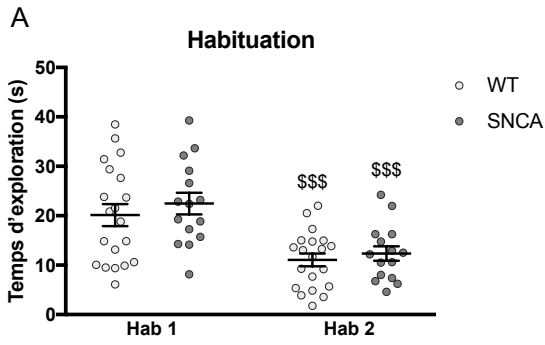 A
Habituation
Temps d'exploration (s)
50
40
30
20
10
0
WT
SNCA
$$$
$$$
Hab 1
Hab 2